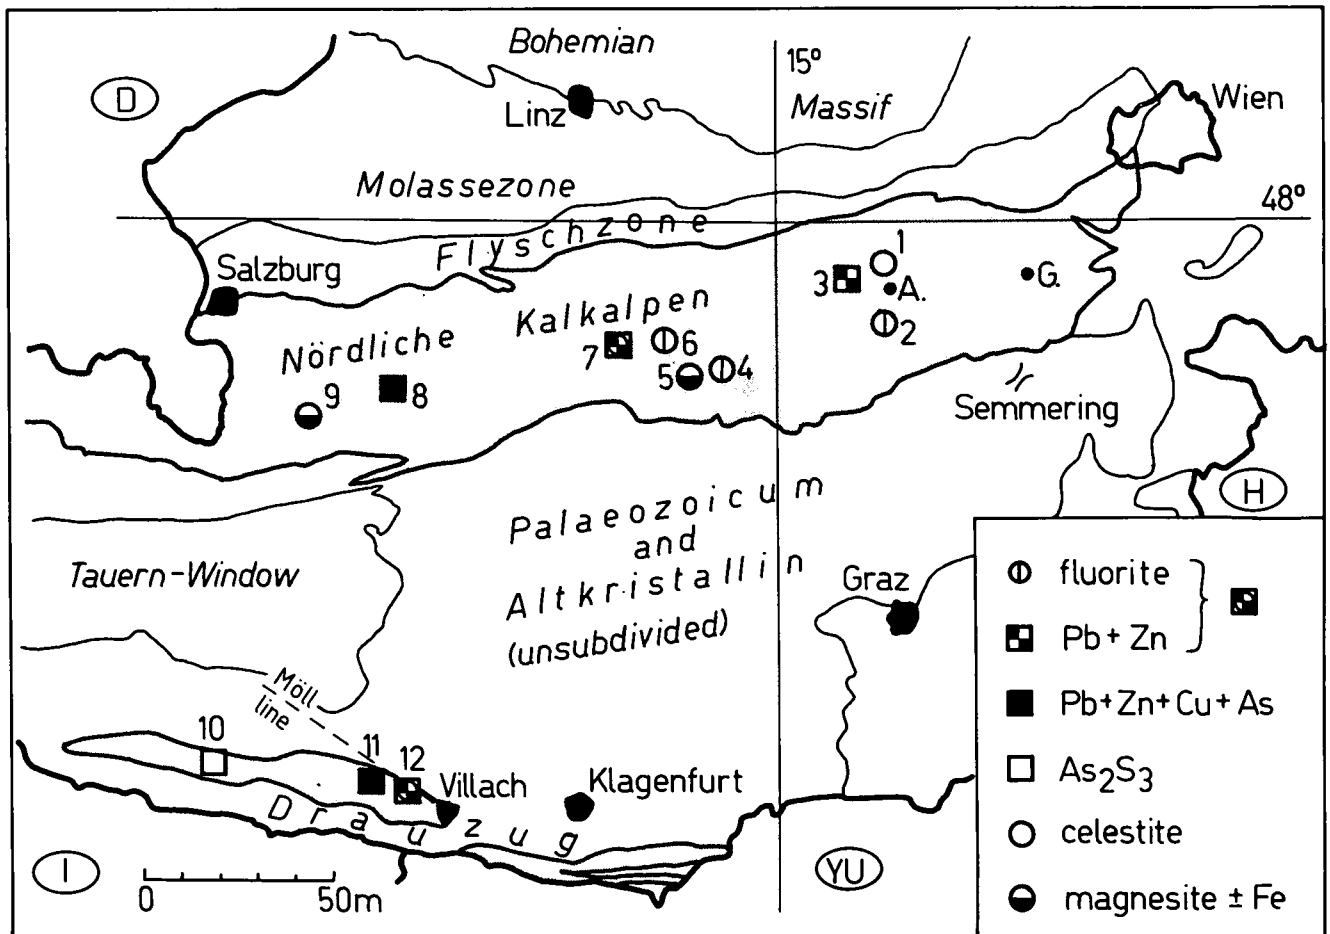 Bohemian
15°
D
Linz
Massif
Wien
Molassezone
48°
Flyschzone
1
Salzburg
3
A.
G.
Kalkalpen
2
Nördliche
7
6
5
4
9
8
Semmering
Palaeozoicum
and
Altkristallin
(unsubdivided)
H
Tauern-Window
Graz
Möll
line
10
11
12
Villach
Klagenfurt
Drauzug
I
YU
0
50m
fluorite
Pb+Zn
Pb+Zn+Cu+As
As₂S₃
celestite
magnesite ± Fe